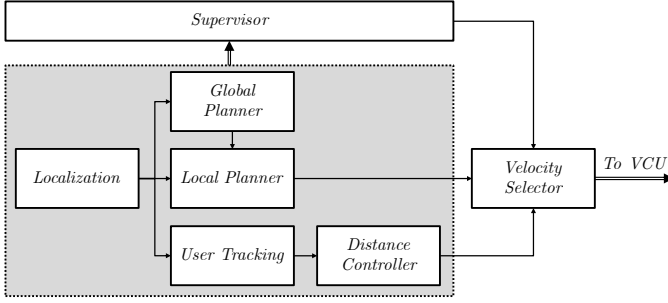 Supervisor
Global
Planner
Localization
Local Planner
Velocity
Selector
To VCU
User Tracking
Distance
Controller